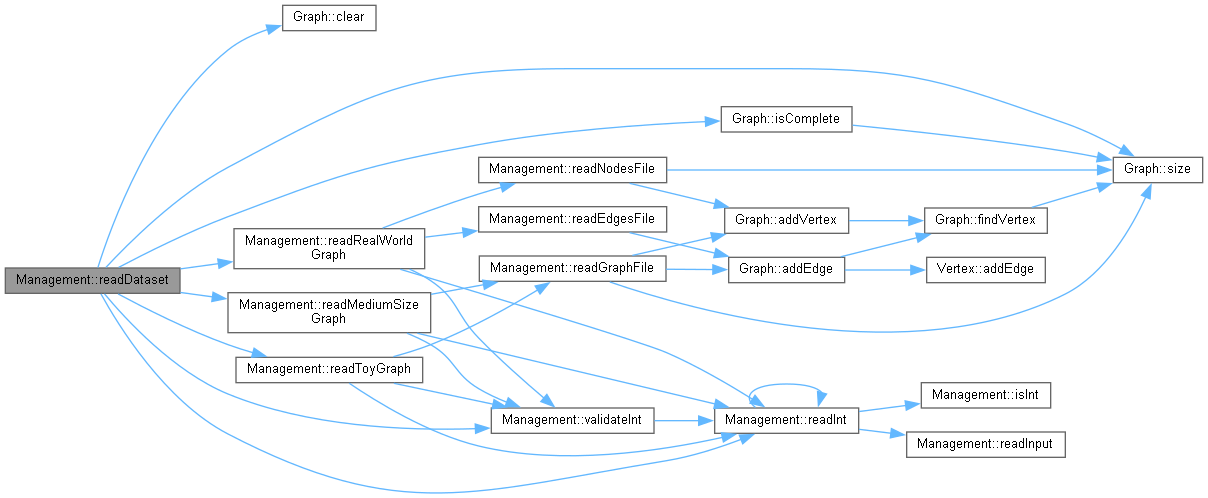 Graph::clear
Graph::isComplete
Management::readNodesFile
Graph::size
Management::readEdgesFile
Graph::addVertex
Graph::findVertex
Management::readRealWorld
Graph
Management::readGraphFile
Graph::addEdge
Vertex::addEdge
Management::readDataset
Management::readMediumSize
Graph
Management::readToyGraph
Management::isInt
Management::validateInt
Management::readInt
Management::readInput